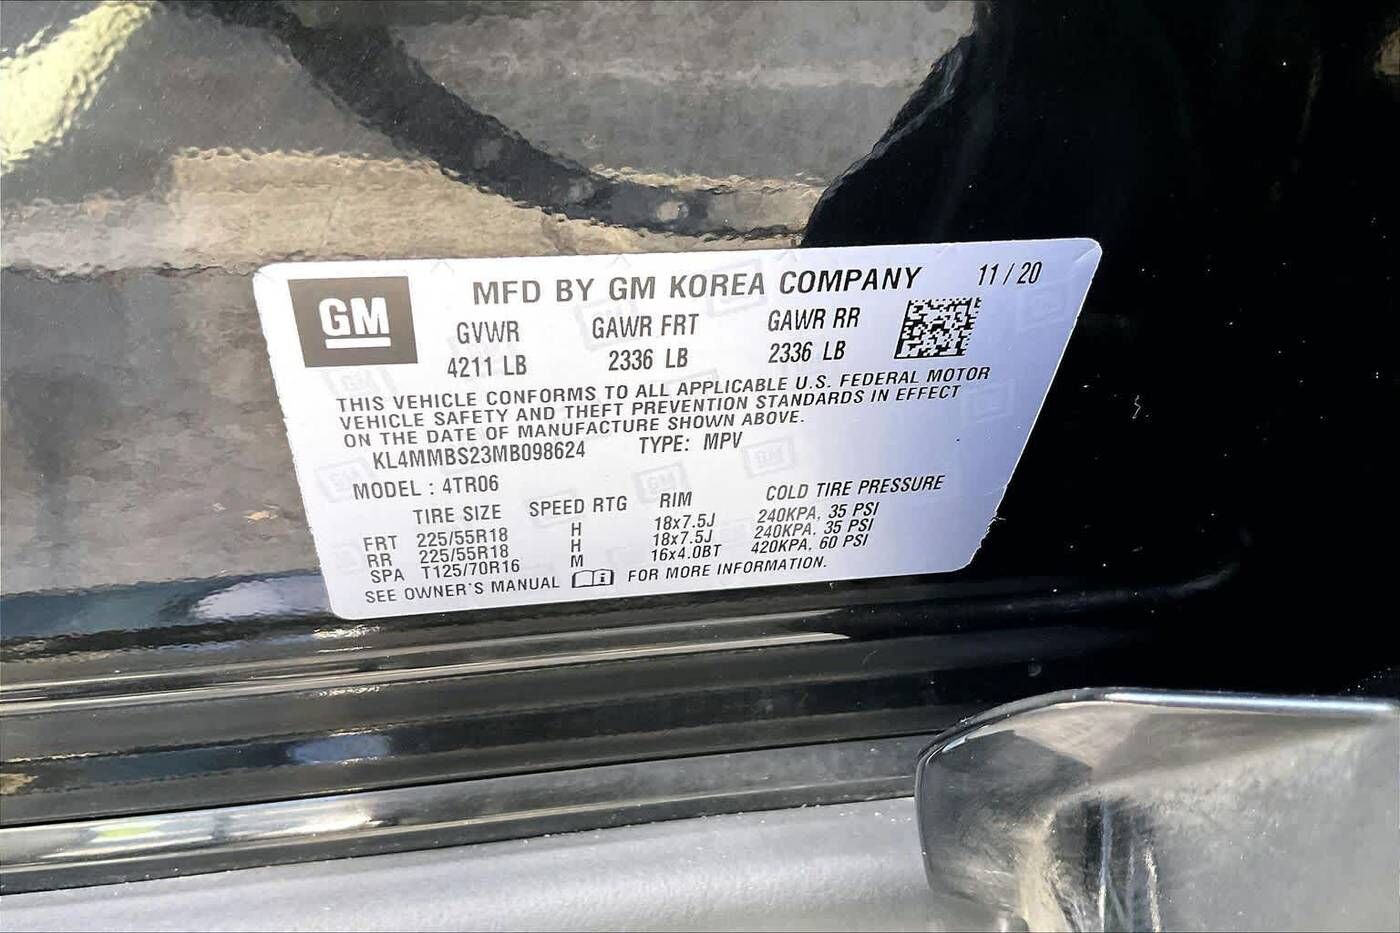 GM
MFD BY GM KOREA COMPANY 11/20
GVWR GAWR FRT GAWR RR
4211 LB 2336 LB 2336 LB
THIS VEHICLE CONFORMS TO ALL APPLICABLE U.S. FEDERAL MOTOR
VEHICLE SAFETY AND THEFT PREVENTION STANDARDS IN EFFECT
ON THE DATE OF MANUFACTURE SHOWN ABOVE.
KL4MMBS23MB098624 TYPE: MPV
MODEL : 4TR06
TIRE SIZE SPEED RTG RIM COLD TIRE PRESSURE
FRT 225/55R18 H 18x7.5J 240KPA, 35 PSI
RR 225/55R18 H 18x7.5J 240KPA, 35 PSI
SPA T125/70R16 M 16x4.0BT 420KPA, 60 PSI
SEE OWNER'S MANUAL FOR MORE INFORMATION.